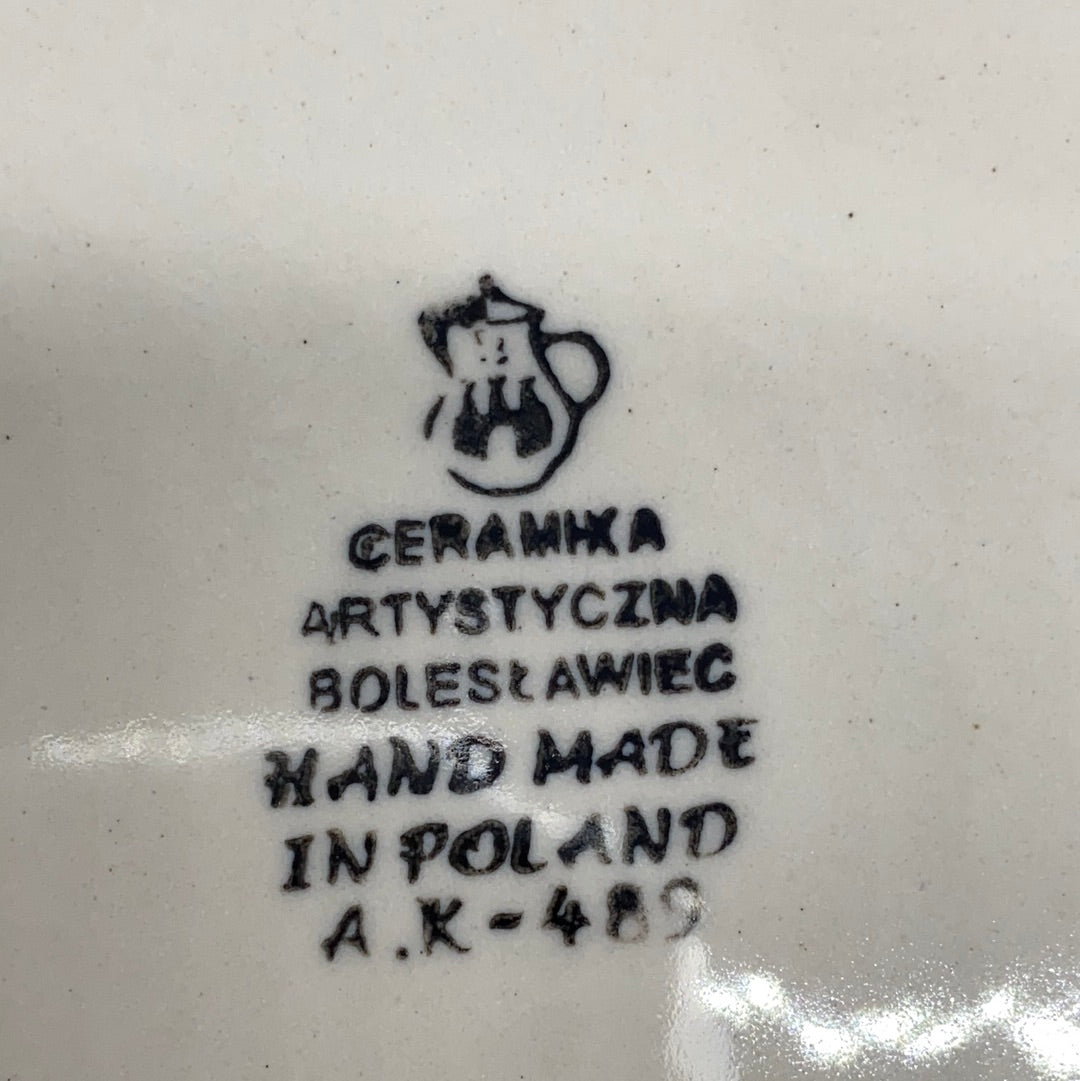 CERAMIKA
ARTYSTYCZNA
BOLESŁAWIEC
HAND MADE
IN POLAND
A.K-489